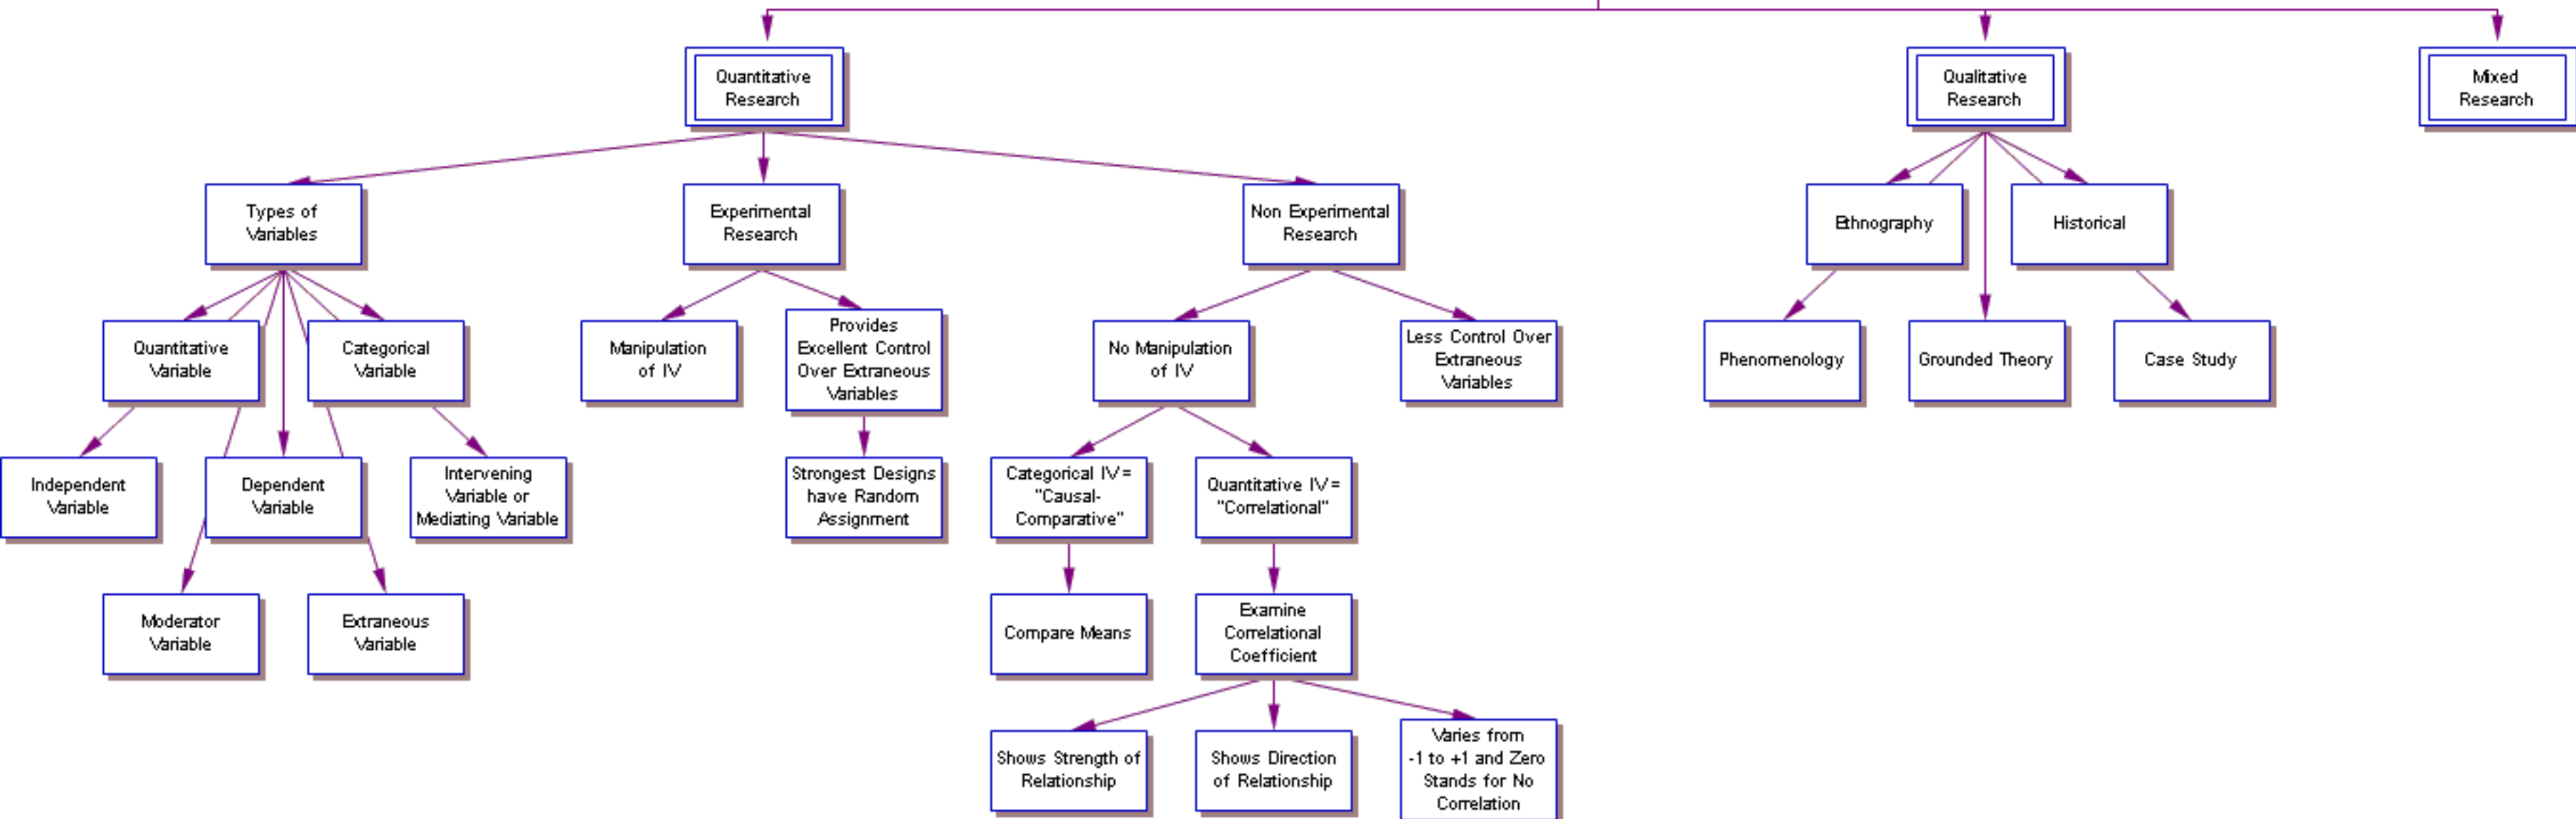 Quantitative
Research
Qualitative
Research
Mixed
Research
Types of
Variables
Experimental
Research
Non Experimental
Research
Ethnography
Historical
Quantitative
Variable
Categorical
Variable
Manipulation
of IV
Provides
Excellent Control
Over Extraneous
Variables
No Manipulation
of IV
Less Control Over
Extraneous
Variables
Phenomenology
Grounded Theory
Case Study
Independent
Variable
Dependent
Variable
Intervening
Variable or
Mediating Variable
Strongest Designs
have Random
Assignment
Categorical IV=
"Causal-
Comparative"
Quantitative IV=
"Correlational"
Moderator
Variable
Extraneous
Variable
Compare Means
Examine
Correlational
Coefficient
Shows Strength of
Relationship
Shows Direction
of Relationship
Varies from
-1 to +1 and Zero
Stands for No
Correlation